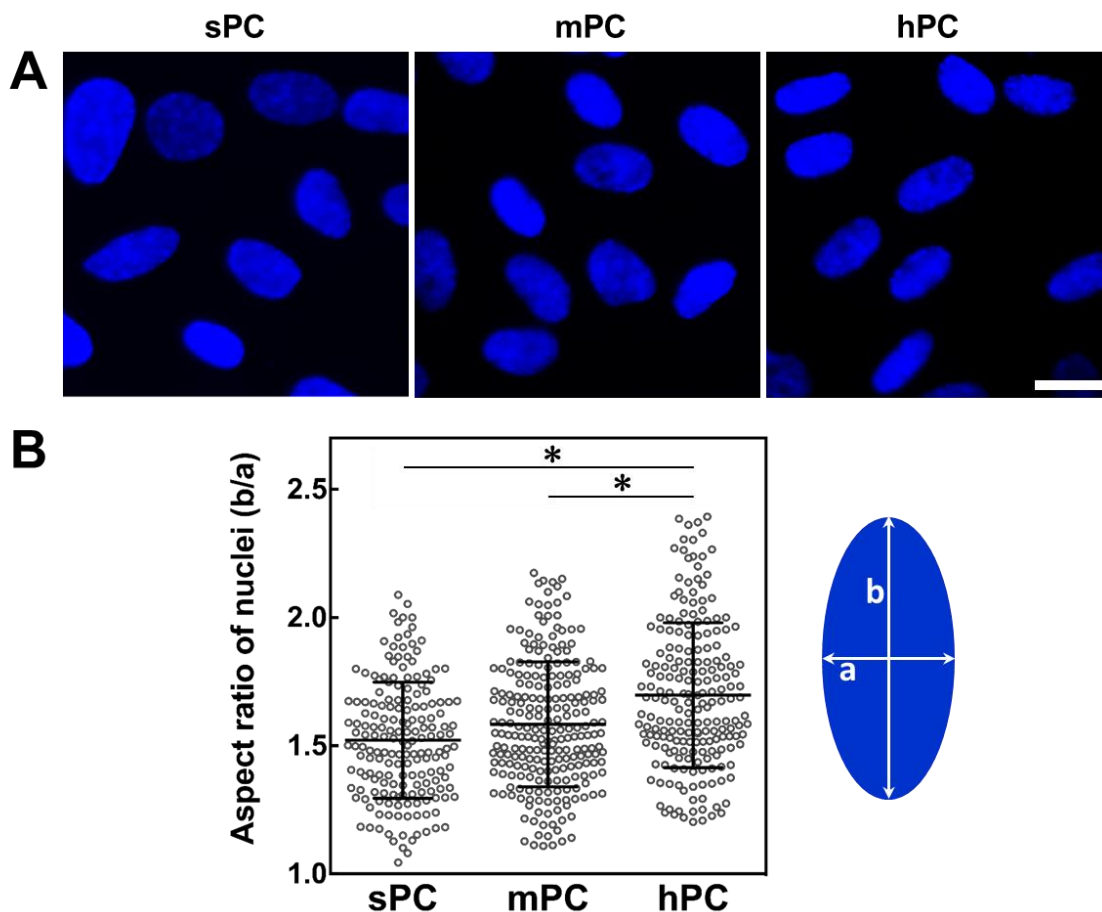 sPC mPC hPC
A
B
Aspect ratio of nuclei (b/a)
2.5
2.0
1.5
1.0
*
*
sPC mPC hPC
b
a